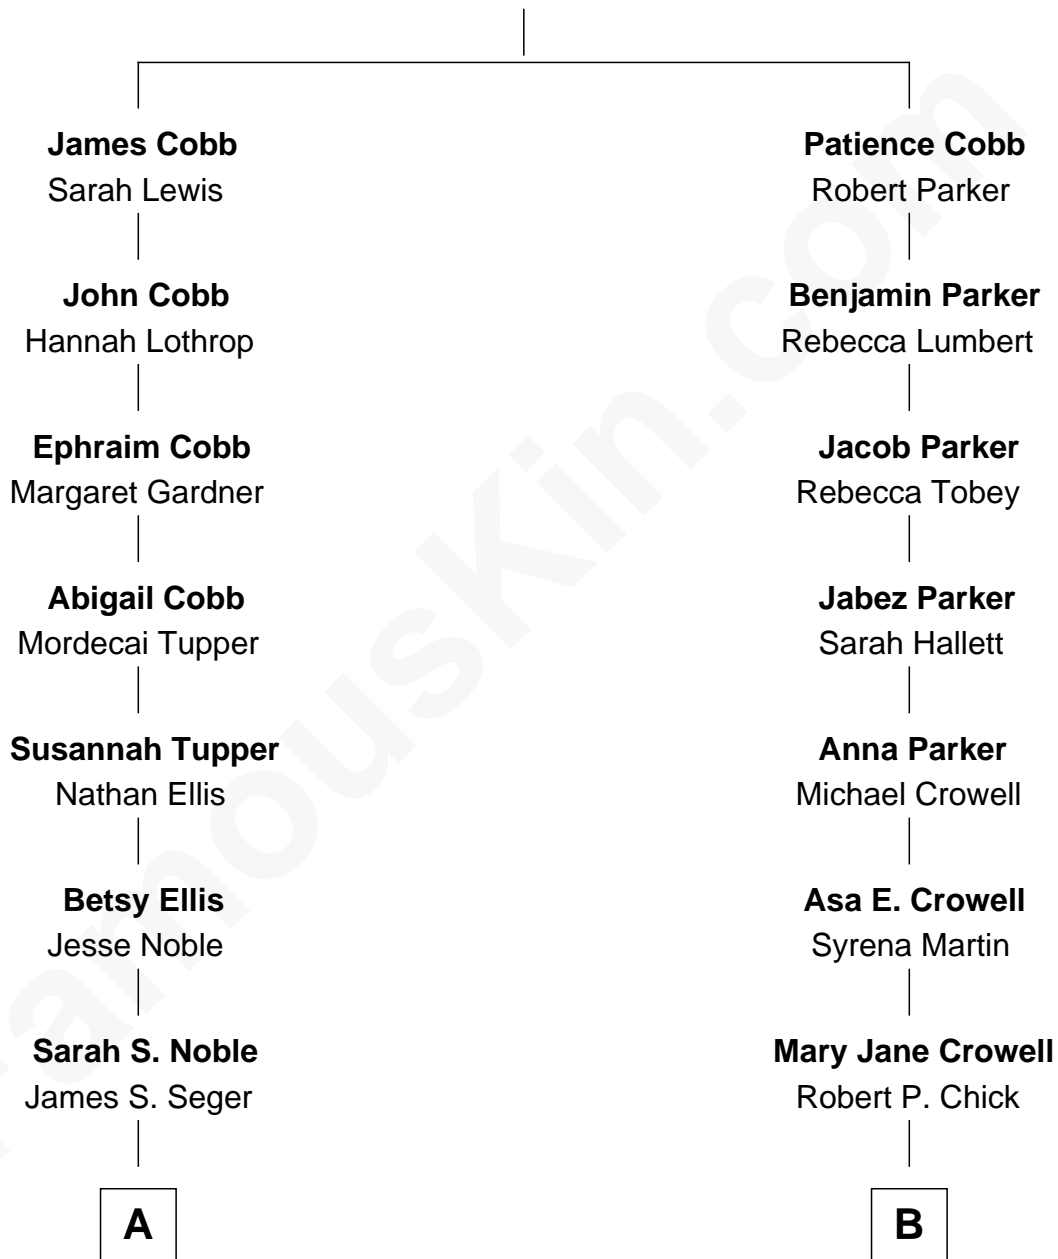 James Cobb
Sarah Lewis
Patience Cobb
Robert Parker
John Cobb
Hannah Lothrop
Benjamin Parker
Rebecca Lumbert
Ephraim Cobb
Margaret Gardner
Jacob Parker
Rebecca Tobey
Abigail Cobb
Mordecai Tupper
Jabez Parker
Sarah Hallett
Susannah Tupper
Nathan Ellis
Anna Parker
Michael Crowell
Betsy Ellis
Jesse Noble
Asa E. Crowell
Syrena Martin
Sarah S. Noble
James S. Seger
Mary Jane Crowell
Robert P. Chick
A
B
FamousKin.com